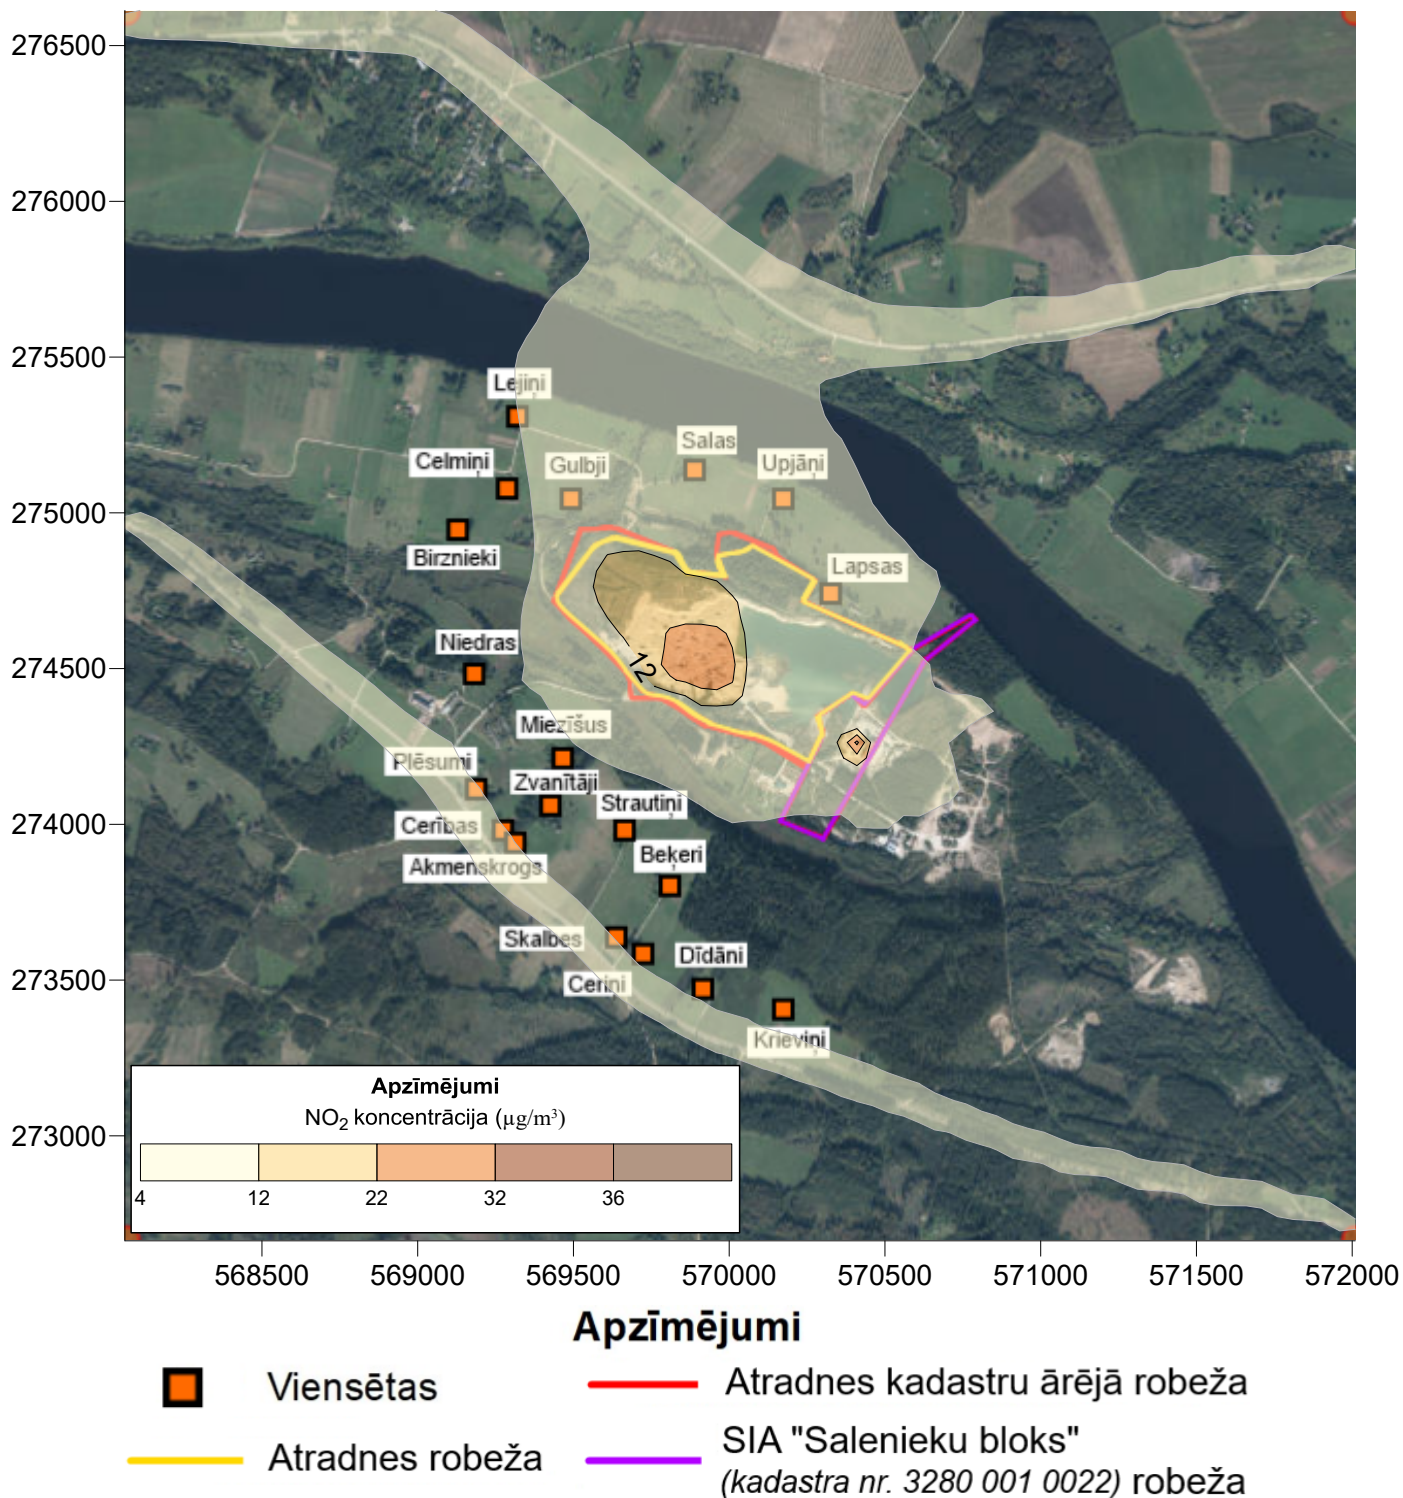 276500
276000
275500
275000
274500
274000
273500
273000
Lejiņi
Celmiņi
Gulbji
Salas
Upjāņi
Birznieki
Lapsas
Niedras
12
Miezīšus
Plēsumi
Zvanītāji
Strautiņi
Cerības
Beķeri
Akmenskrogs
Skalbes
Dīdāni
Ceriņi
Krieviņi
Apzīmējumi
NO2 koncentrācija (µg/m³)
4 12 22 32 36
568500 569000 569500 570000 570500 571000 571500 572000
Apzīmējumi
Viensētas
Atradnes kadastru ārējā robeža
Atradnes robeža
SIA "Salenieku bloks"
(kadastra nr. 3280 001 0022) robeža